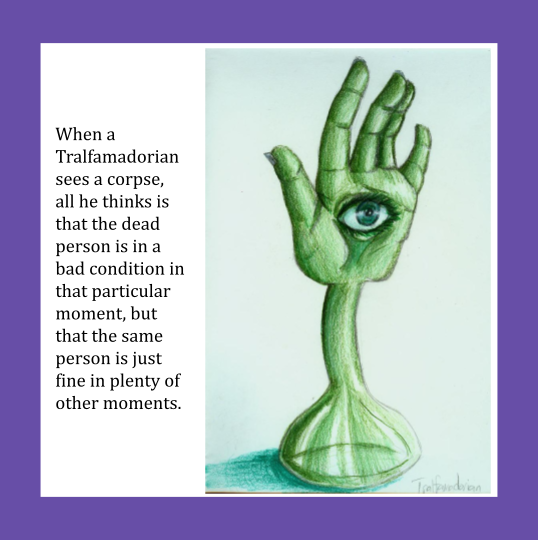 When a
Tralfamadorian
sees a corpse,
all he thinks is
that the dead
person is in a
bad condition in
that particular
moment, but
that the same
person is just
fine in plenty of
other moments.
Tralfamadorian